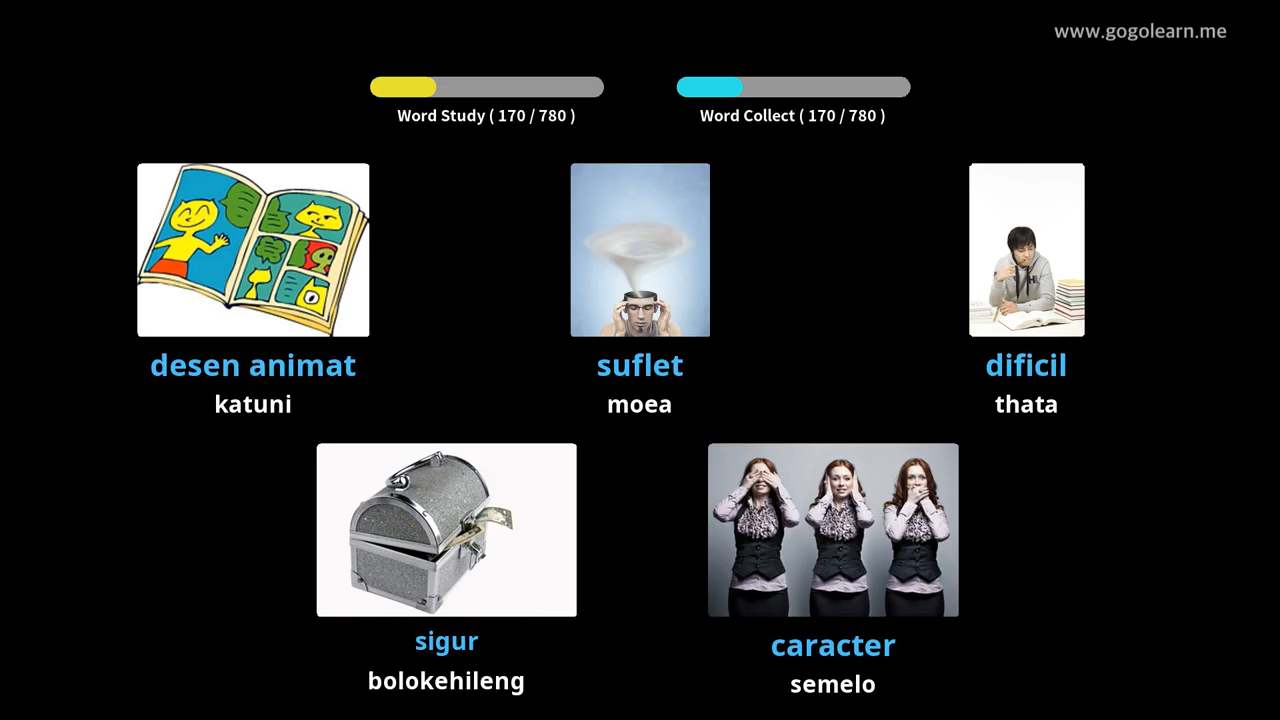 www.gogolearn.me
Word Study ( 170 / 780 )
Word Collect ( 170 / 780 )
desen animat
katuni
suflet
moea
dificil
thata
sigur
bolokehileng
caracter
semelo